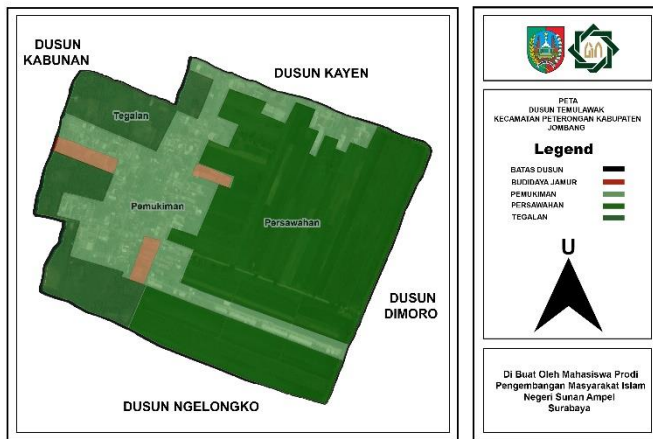 DUSUN
KABUNAN
DUSUN KAYEN
Tegalan
Pemukiman
Persawahan
DUSUN
DIMORO
DUSUN NGELONGKO
PETA
DUSUN TEMULAWAK
KECAMATAN PETERONGAN KABUPATEN
JOMBANG
Legend
BATAS DUSUN
BUDIDAYA JAMUR
PEMUKIMAN
PERSAWAHAN
TEGALAN
U
Di Buat Oleh Mahasiswa Prodi
Pengembangan Masyarakat Islam
Negeri Sunan Ampel
Surabaya